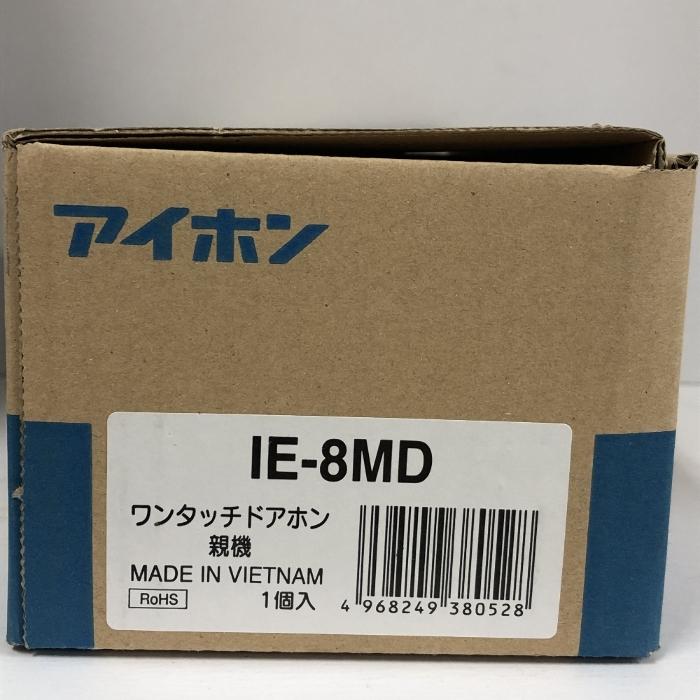 アイホン
IE-8MD
ワンタッチドアホン
親機
MADE IN VIETNAM
RoHS 1個入
4 968249 380528